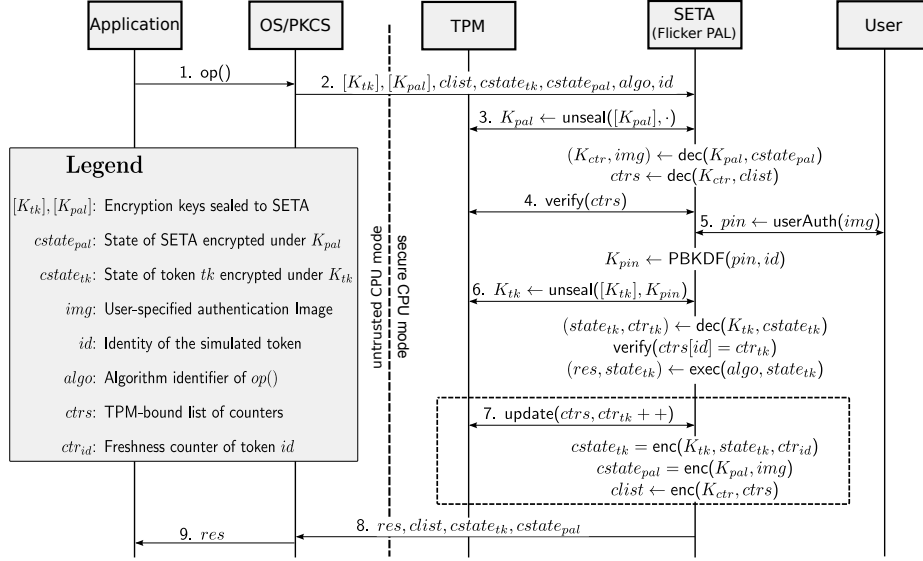 Application
OS/PKCS
TPM
SETA
(Flicker PAL)
User
1. op()
2. [K_tk], [K_pal], clist, cstate_tk, cstate_pal, algo, id
3. K_pal ← unseal([K_pal], ·)
(K_ctr, img) ← dec(K_pal, cstate_pal)
ctrs ← dec(K_ctr, clist)
4. verify(ctrs)
5. pin ← userAuth(img)
K_pin ← PBKDF(pin, id)
6. K_tk ← unseal([K_tk], K_pin)
(state_tk, ctr_tk) ← dec(K_tk, cstate_tk)
verify(ctrs[id] = ctr_tk)
(res, state_tk) ← exec(algo, state_tk)
7. update(ctrs, ctr_tk ++)
cstate_tk = enc(K_tk, state_tk, ctr_id)
cstate_pal = enc(K_pal, img)
clist ← enc(K_ctr, ctrs)
8. res, clist, cstate_tk, cstate_pal
9. res
untrusted CPU mode
secure CPU mode
Legend
[K_tk], [K_pal]: Encryption keys sealed to SETA
cstate_pal: State of SETA encrypted under K_pal
cstate_tk: State of token tk encrypted under K_tk
img: User-specified authentication Image
id: Identity of the simulated token
algo: Algorithm identifier of op()
ctrs: TPM-bound list of counters
ctr_id: Freshness counter of token id